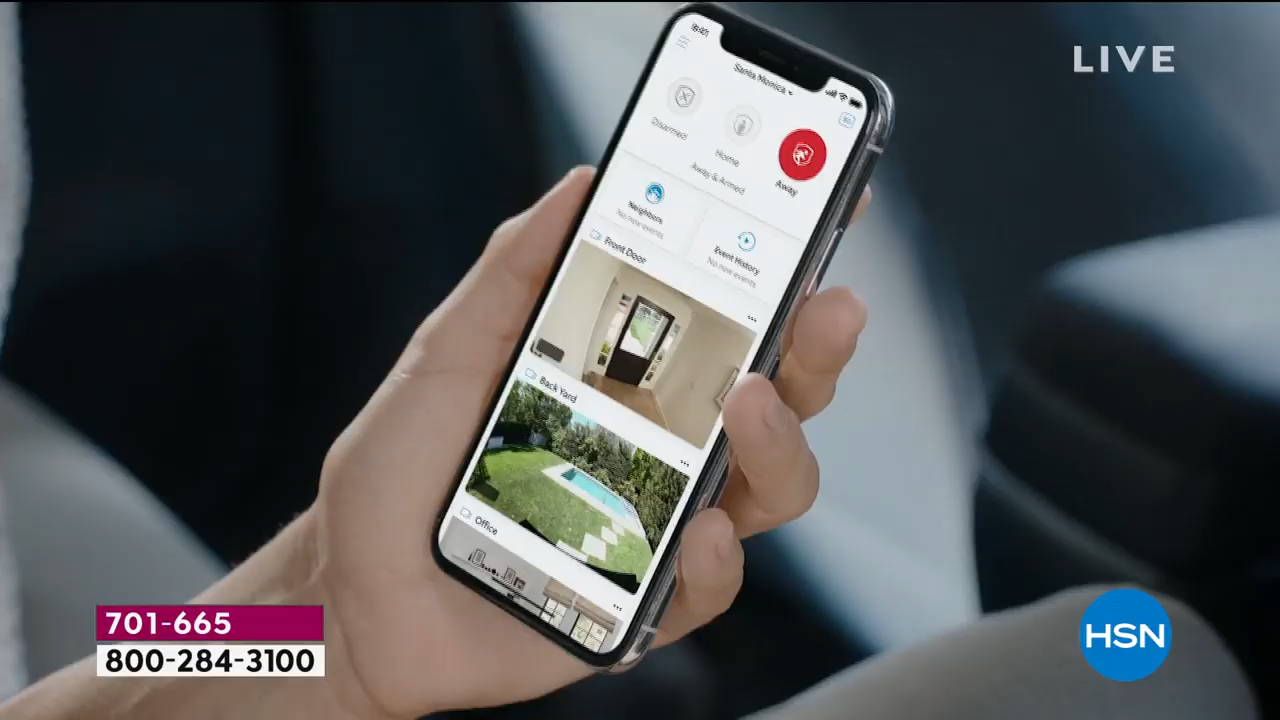 LIVE
Santa Monica
Disarmed
Home
Away
Away & Armed
Neighbors
No new events
Event History
No new events
Front Door
Back Yard
Office
701-665
800-284-3100
HSN